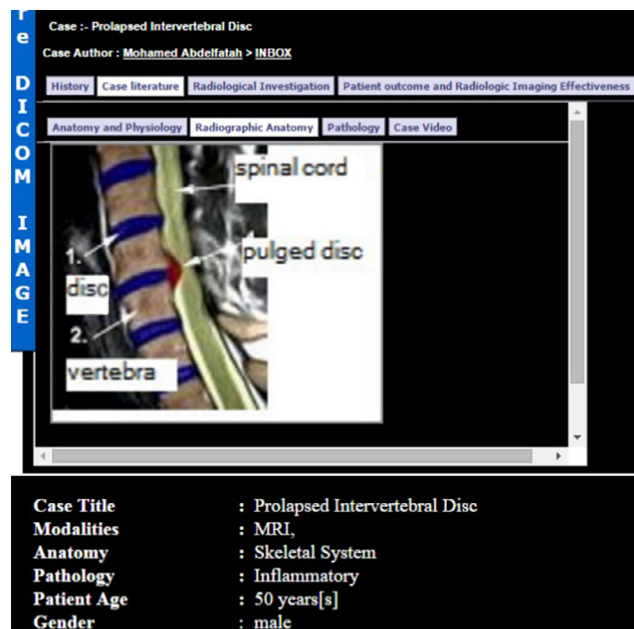 re DICOM IMAGE
Case :- Prolapsed Intervertebral Disc
Case Author : Mohamed Abdelfatah > INBOX
History Case literature Radiological Investigation Patient outcome and Radiologic Imaging Effectiveness
Anatomy and Physiology Radiographic Anatomy Pathology Case Video
spinal cord
pulged disc
1.
disc
2.
vertebra
Case Title : Prolapsed Intervertebral Disc
Modalities : MRI,
Anatomy : Skeletal System
Pathology : Inflammatory
Patient Age : 50 years[s]
Gender : male